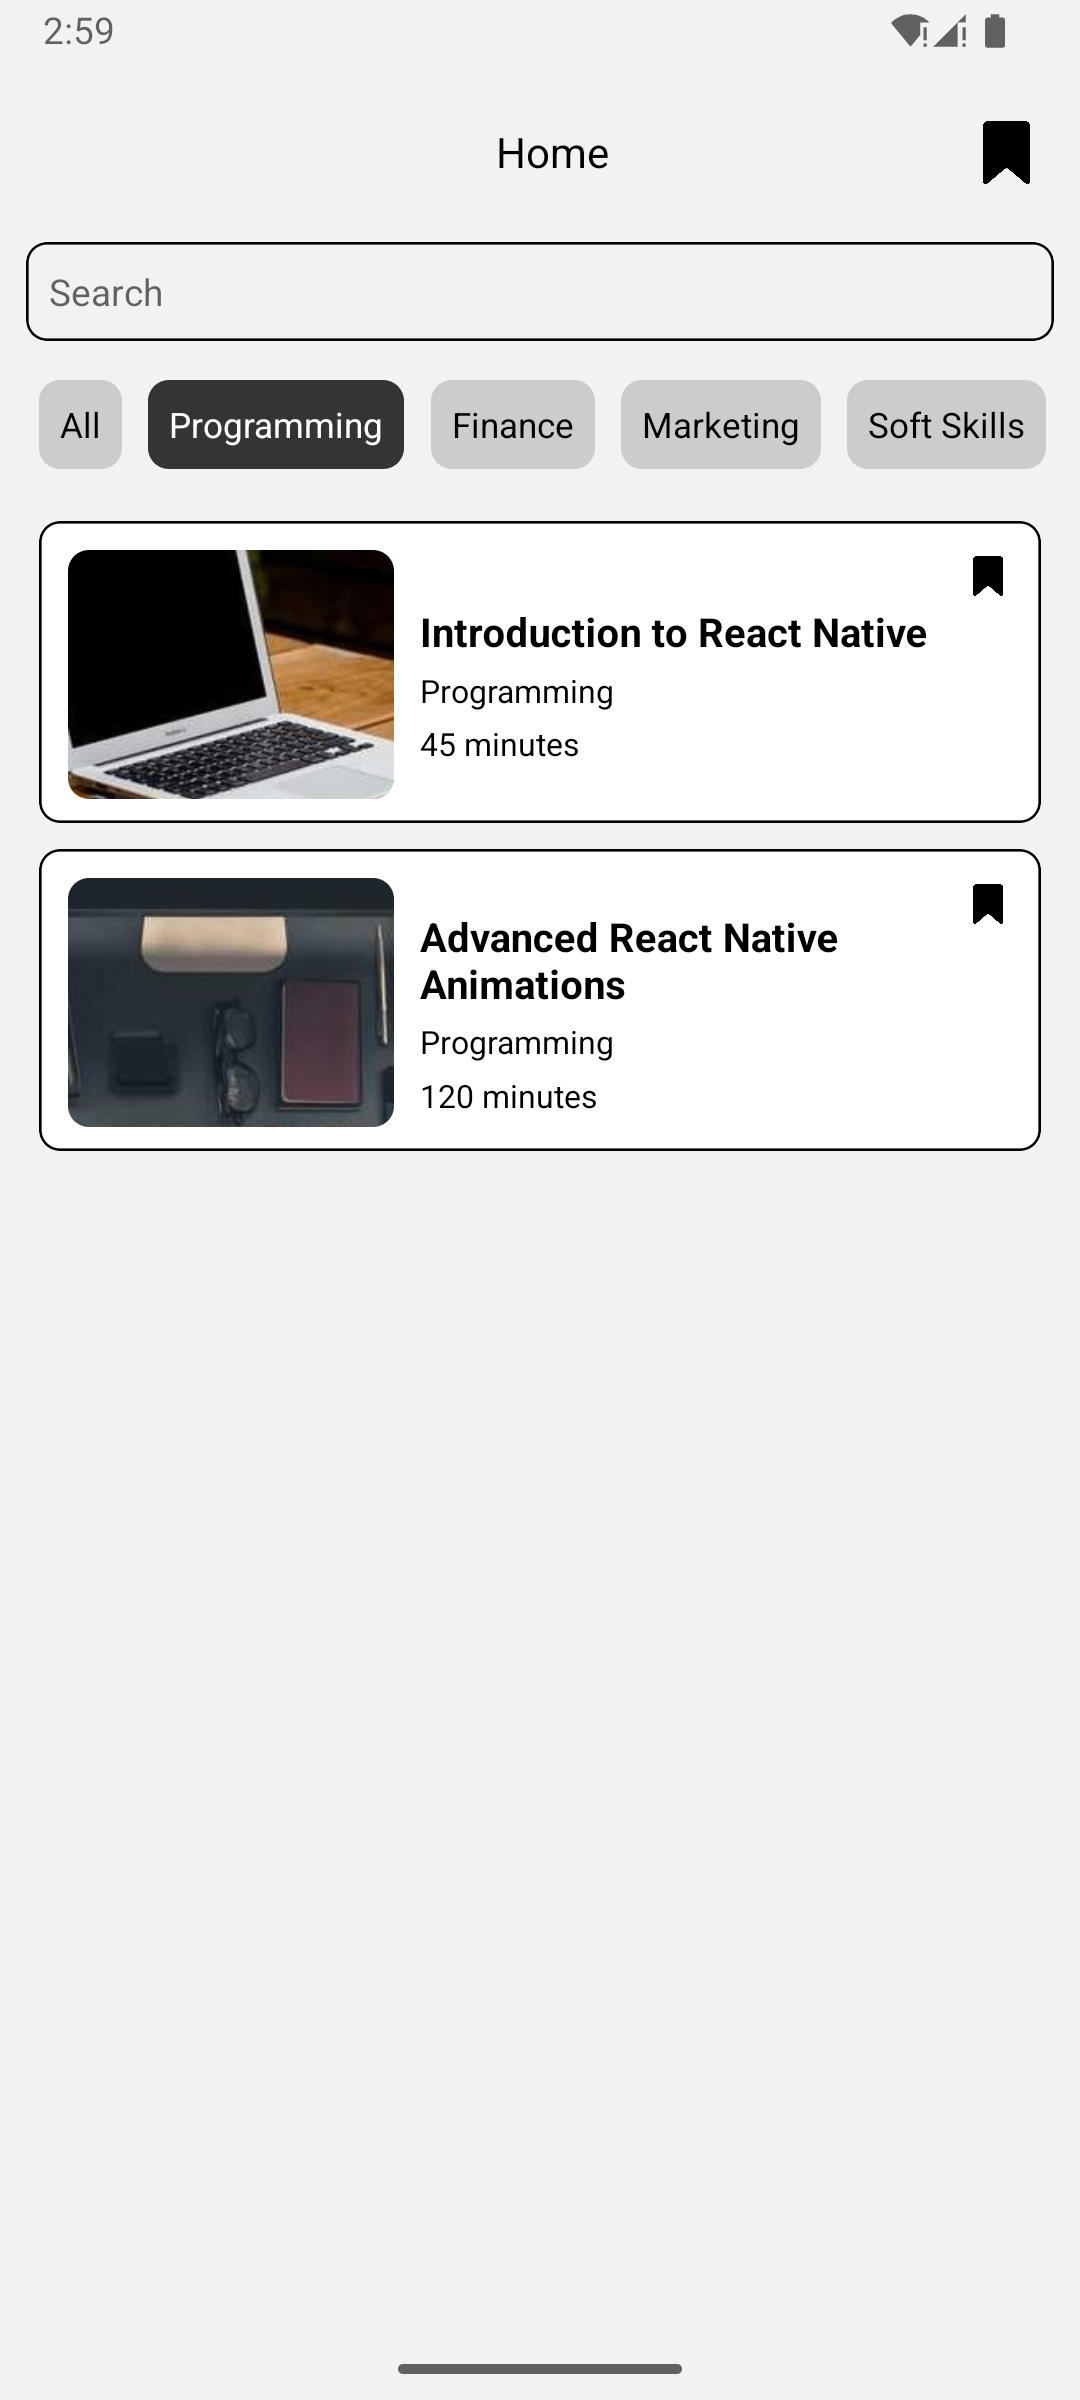 2:59
Home
Search
All Programming Finance Marketing Soft Skills
Introduction to React Native
Programming
45 minutes
Advanced React Native
Animations
Programming
120 minutes